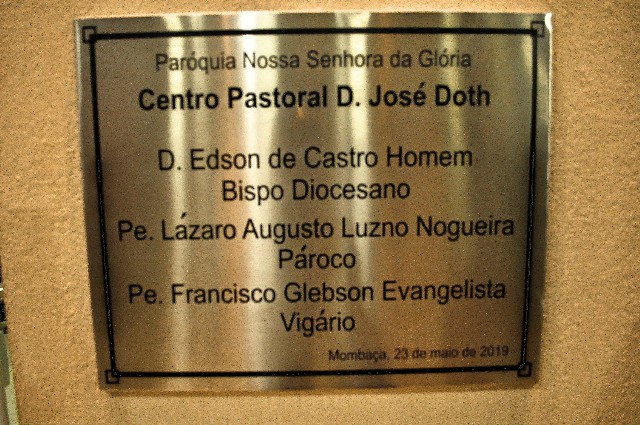 Paróquia Nossa Senhora da Glória
Centro Pastoral D. José Doth
D. Edson de Castro Homem
Bispo Diocesano
Pe. Lázaro Augusto Luzno Nogueira
Pároco
Pe. Francisco Glebson Evangelista
Vigário
Mombaça, 23 de maio de 2019